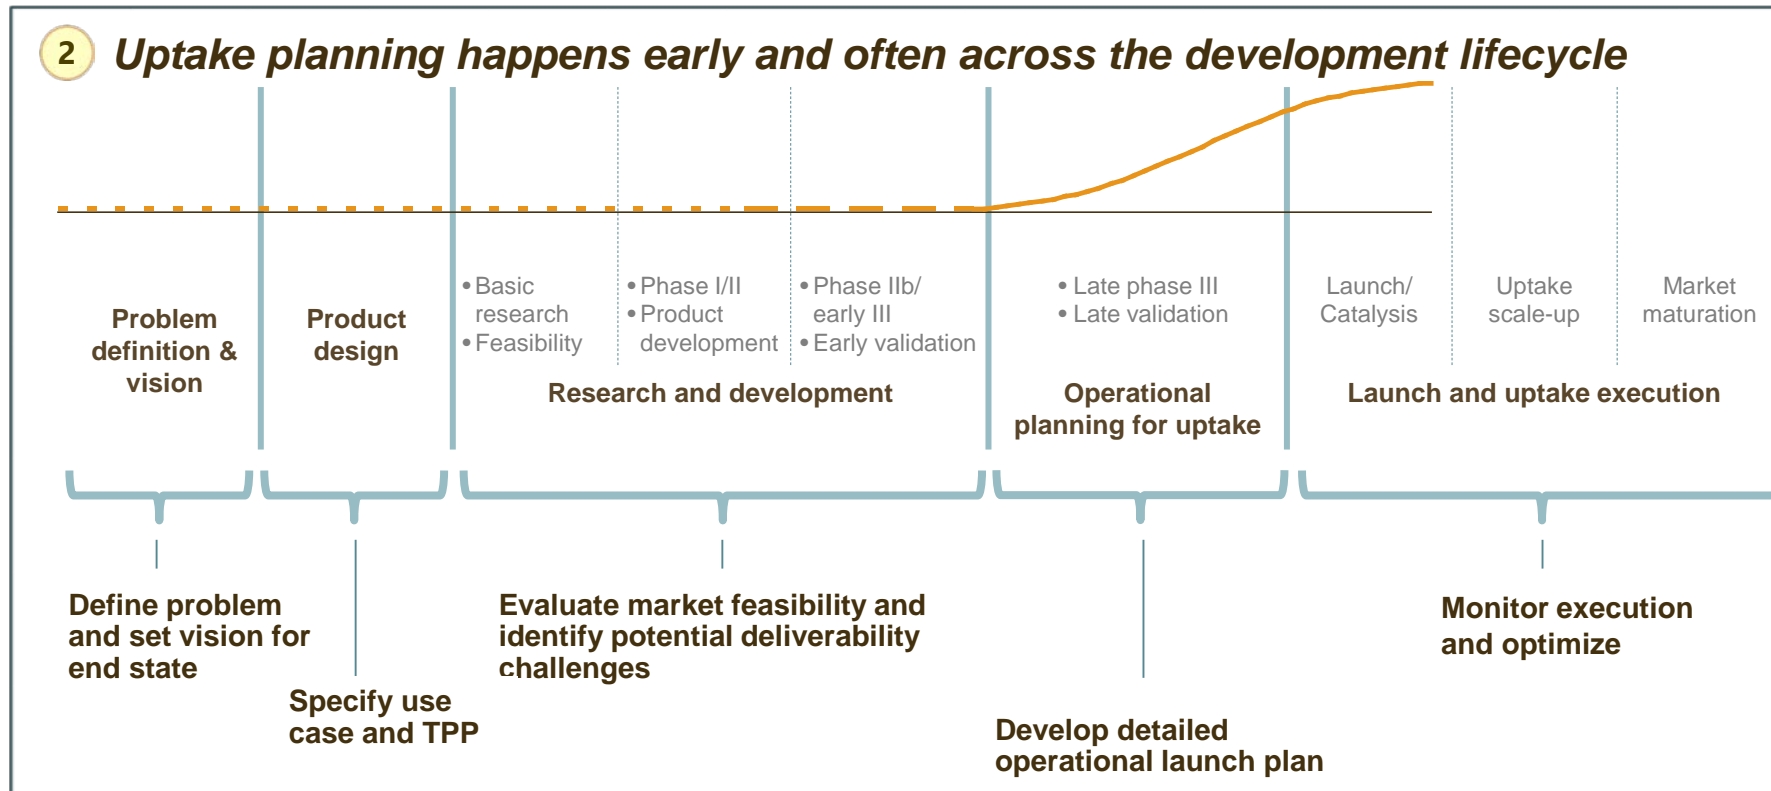 2
Uptake planning happens early and often across the development lifecycle
Problem
definition &
vision
Product
design
• Basic
research
• Feasibility
• Phase I/II
• Product
development
• Phase IIb/
early III
• Early validation
Research and development
• Late phase III
• Late validation
Operational
planning for uptake
Launch/
Catalysis
Uptake
scale-up
Market
maturation
Launch and uptake execution
Define problem
and set vision for
end state
Specify use
case and TPP
Evaluate market feasibility and
identify potential deliverability
challenges
Develop detailed
operational launch plan
Monitor execution
and optimize